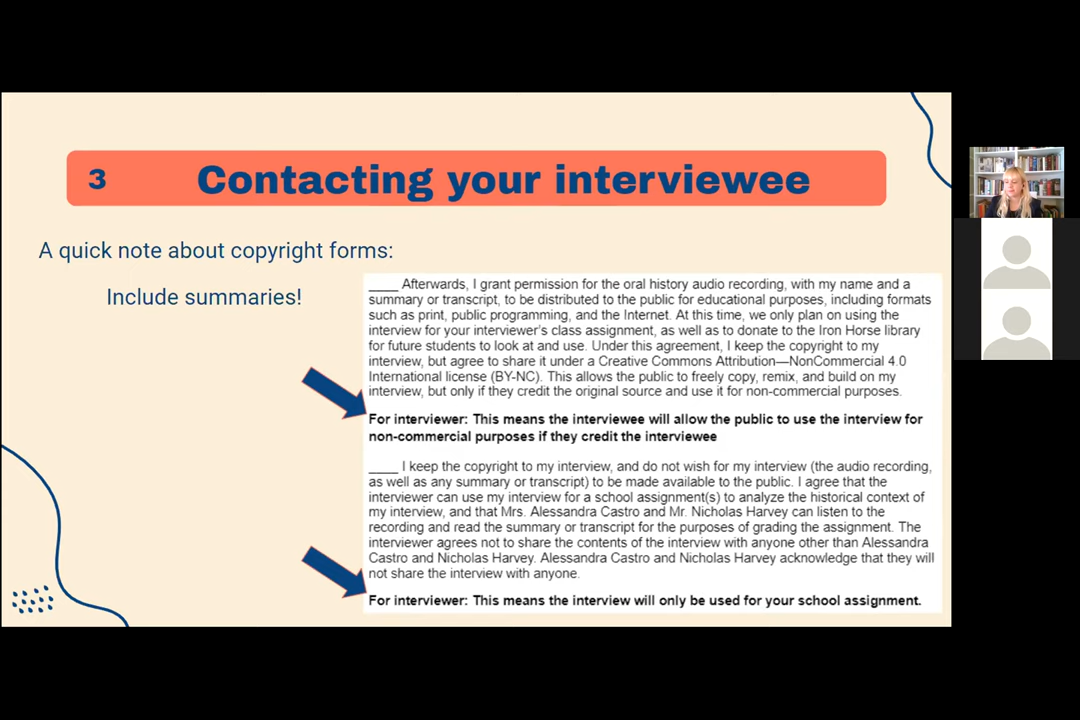 3 Contacting your interviewee
A quick note about copyright forms:
Include summaries!
____ Afterwards, I grant permission for the oral history audio recording, with my name and a
summary or transcript, to be distributed to the public for educational purposes, including formats
such as print, public programming, and the Internet. At this time, we only plan on using the
interview for your interviewer's class assignment, as well as to donate to the Iron Horse library
for future students to look at and use. Under this agreement, I keep the copyright to my
interview, but agree to share it under a Creative Commons Attribution—NonCommercial 4.0
International license (BY-NC). This allows the public to freely copy, remix, and build on my
interview, but only if they credit the original source and use it for non-commercial purposes.
For interviewer: This means the interviewee will allow the public to use the interview for
non-commercial purposes if they credit the interviewee
____ I keep the copyright to my interview, and do not wish for my interview (the audio recording,
as well as any summary or transcript) to be made available to the public. I agree that the
interviewer can use my interview for a school assignment(s) to analyze the historical context of
my interview, and that Mrs. Alessandra Castro and Mr. Nicholas Harvey can listen to the
recording and read the summary or transcript for the purposes of grading the assignment. The
interviewer agrees not to share the contents of the interview with anyone other than Alessandra
Castro and Nicholas Harvey. Alessandra Castro and Nicholas Harvey acknowledge that they will
not share the interview with anyone.
For interviewer: This means the interview will only be used for your school assignment.